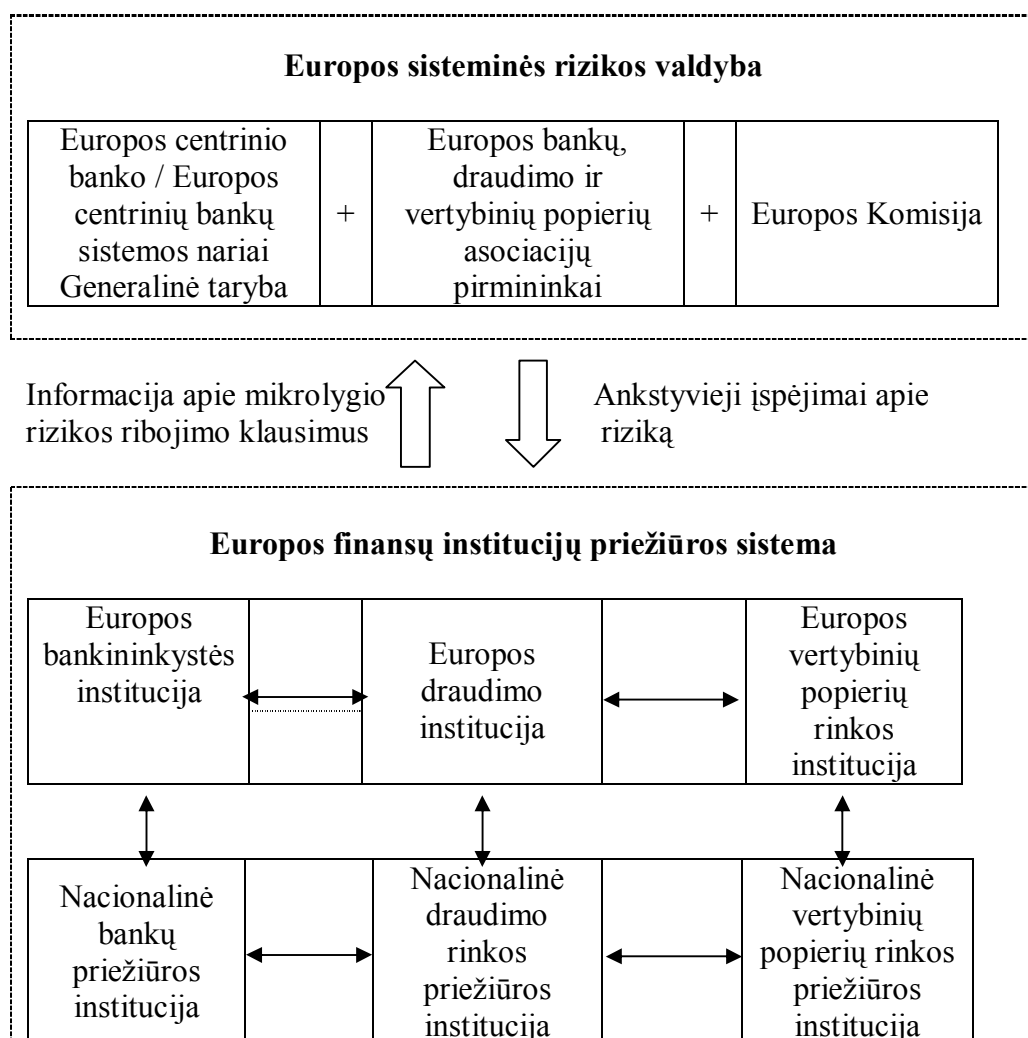 Europos sisteminės rizikos valdyba
Europos centrinio
banko / Europos
centrinių bankų
sistemos nariai
Generalinė taryba
+
Europos bankų,
draudimo ir
vertybinių popierių
asociacijų
pirmininkai
+
Europos Komisija
Informacija apie mikrolygio
rizikos ribojimo klausimus
Ankstyvieji įspėjimai apie
riziką
Europos finansų institucijų priežiūros sistema
Europos
bankininkystės
institucija
Europos
draudimo
institucija
Europos
vertybinių
popierių
rinkos
institucija
Nacionalinė
bankų
priežiūros
institucija
Nacionalinė
draudimo
rinkos
priežiūros
institucija
Nacionalinė
vertybinių
popierių rinkos
priežiūros
institucija